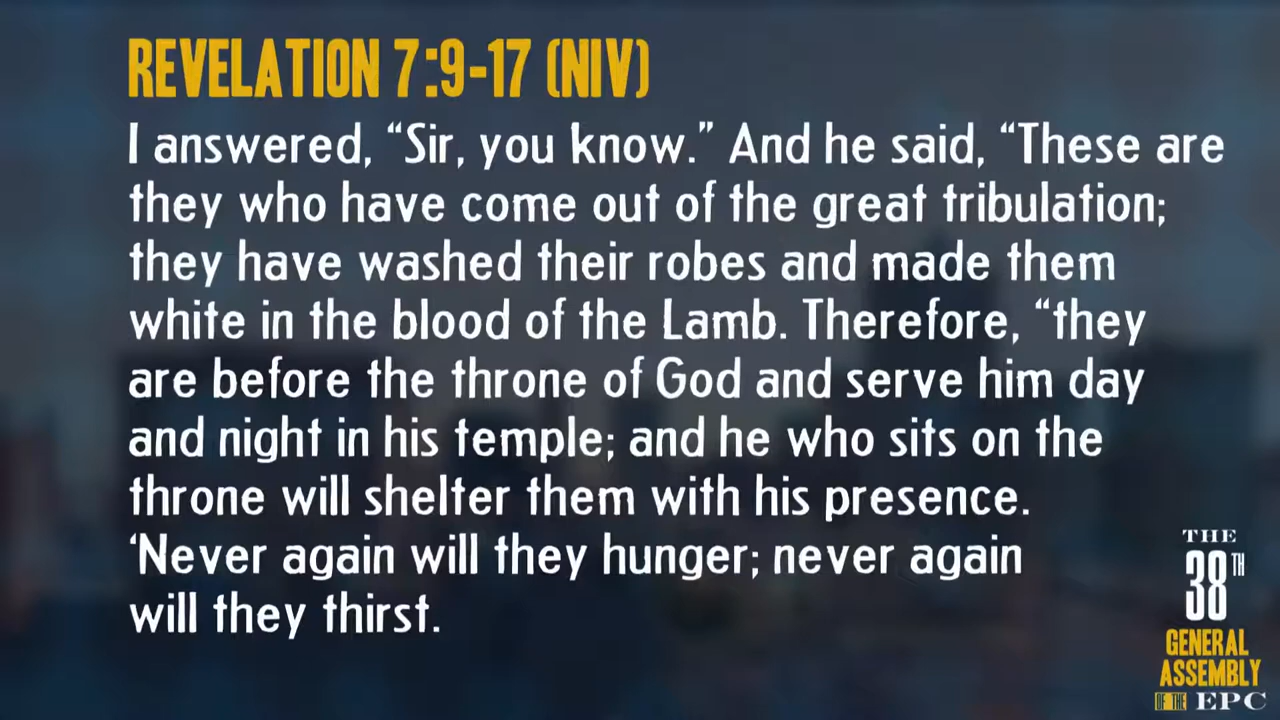 REVELATION 7:9-17 (NIV)
I answered, “Sir, you know.” And he said, “These are
they who have come out of the great tribulation;
they have washed their robes and made them
white in the blood of the Lamb. Therefore, “they
are before the throne of God and serve him day
and night in his temple; and he who sits on the
throne will shelter them with his presence.
‘Never again will they hunger; never again
will they thirst.
THE
38TH
GENERAL
ASSEMBLY
OF THE EPC